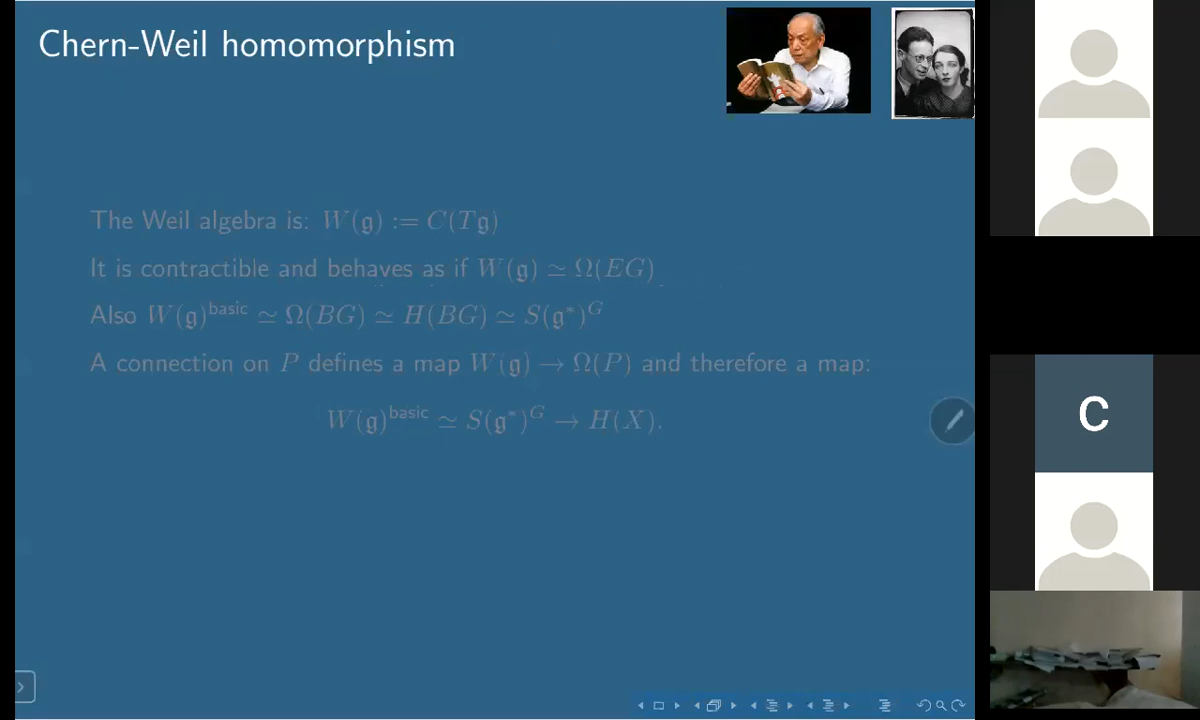 Chern-Weil homomorphism
The Weil algebra is: W(𝔤) := C(T𝔤)
It is contractible and behaves as if W(𝔤) ≃ Ω(EG)
Also W(𝔤)^basic ≃ Ω(BG) ≃ H(BG) ≃ S(𝔤*)^G
A connection on P defines a map W(𝔤) → Ω(P) and therefore a map:
W(𝔤)^basic ≃ S(𝔤*)^G → H(X).
C